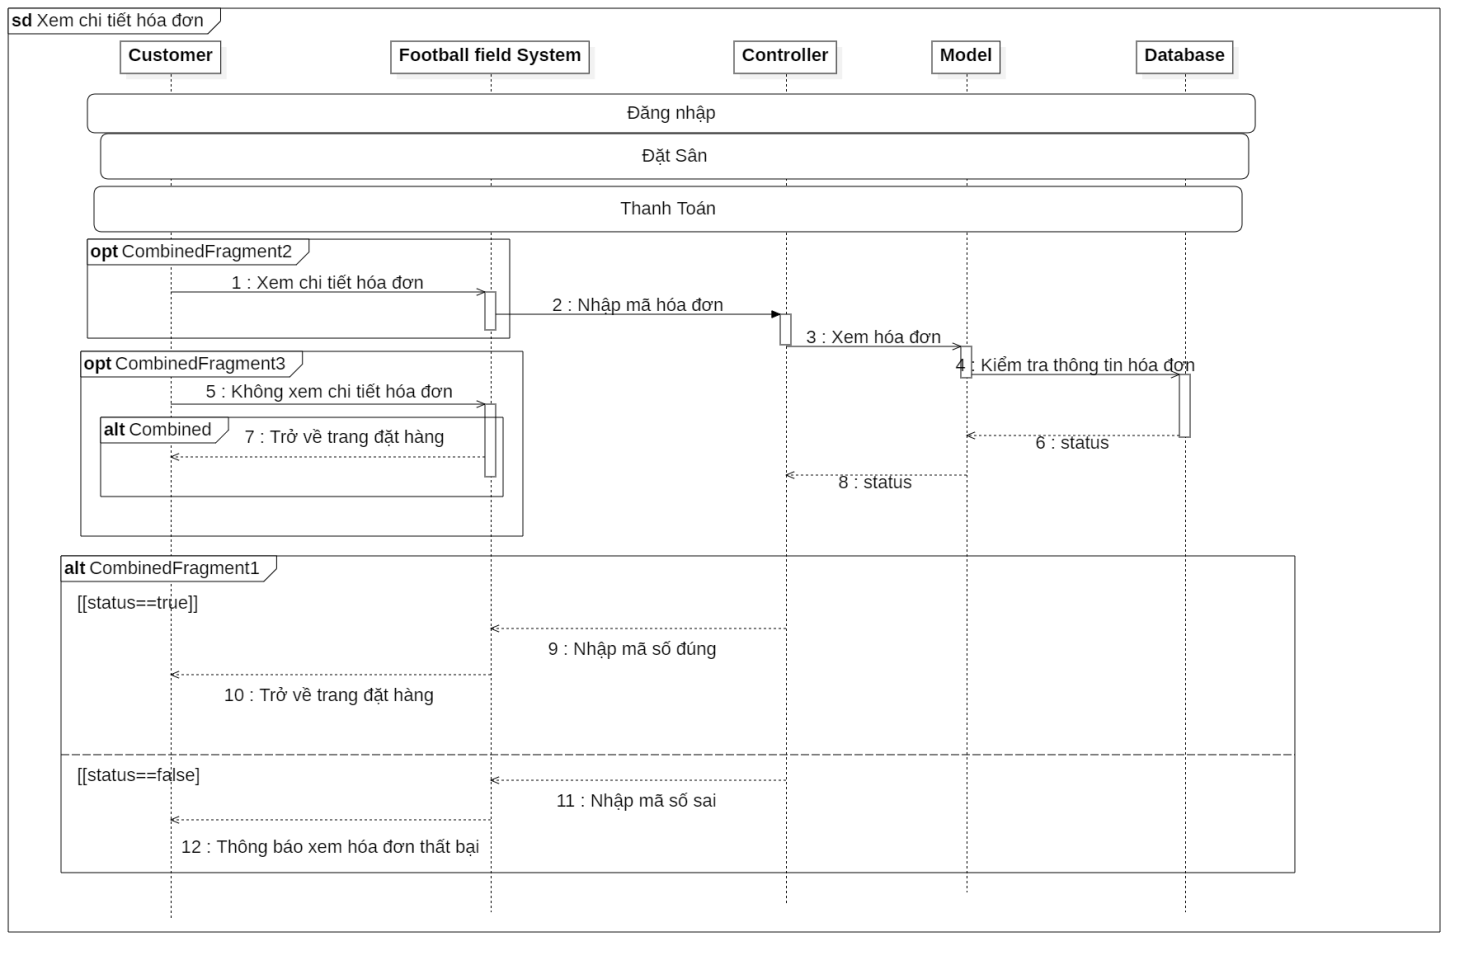 sd Xem chi tiết hóa đơn
Customer
Football field System
Controller
Model
Database
Đăng nhập
Đặt Sân
Thanh Toán
opt CombinedFragment2
1 : Xem chi tiết hóa đơn
2 : Nhập mã hóa đơn
3 : Xem hóa đơn
opt CombinedFragment3
4 : Kiểm tra thông tin hóa đơn
5 : Không xem chi tiết hóa đơn
alt Combined
7 : Trở về trang đặt hàng
6 : status
8 : status
alt CombinedFragment1
[[status==true]]
9 : Nhập mã số đúng
10 : Trở về trang đặt hàng
[[status==false]
11 : Nhập mã số sai
12 : Thông báo xem hóa đơn thất bại